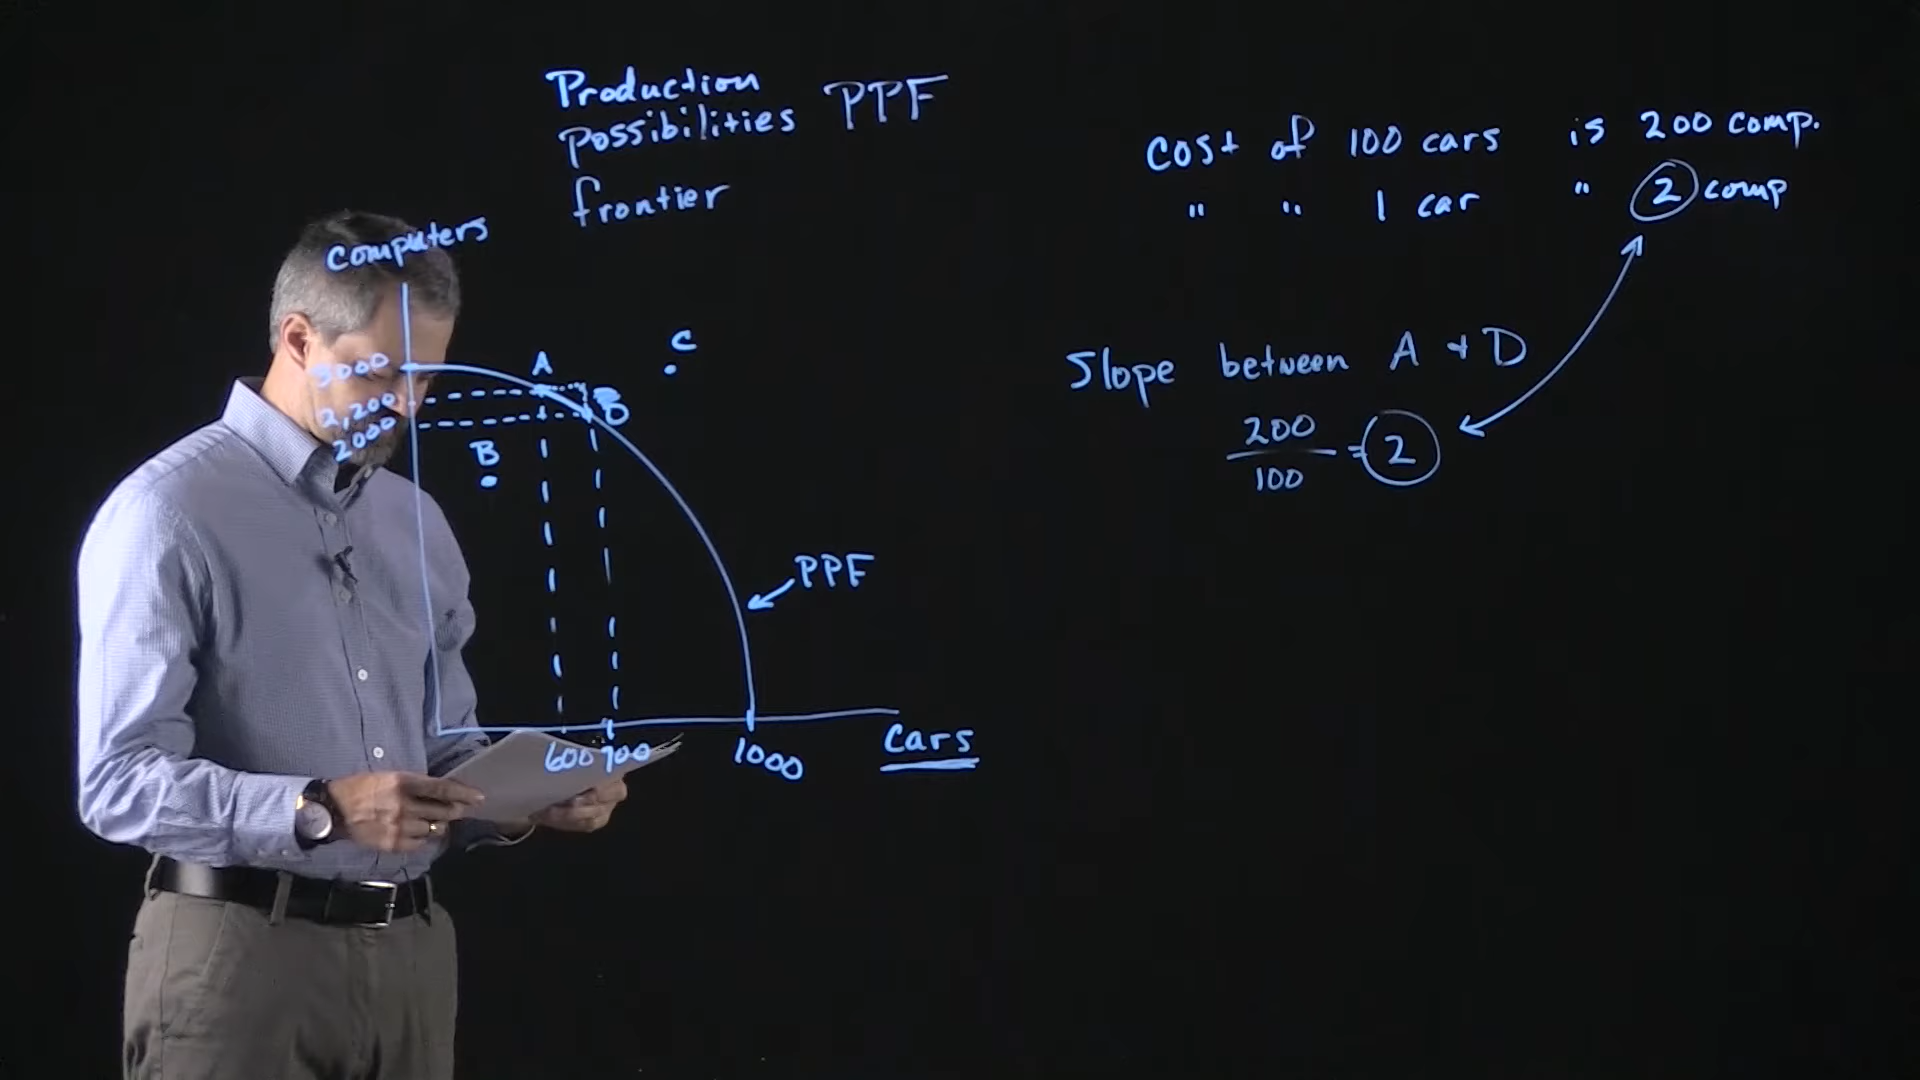 Production
possibilities PPF
frontier
Cost of 100 cars is 200 comp.
" " 1 car " 2 comp
Computers
C
A
3000
2,200
2000
D
B
Slope between A + D
200
100
= 2
PPF
600 700 1000
Cars